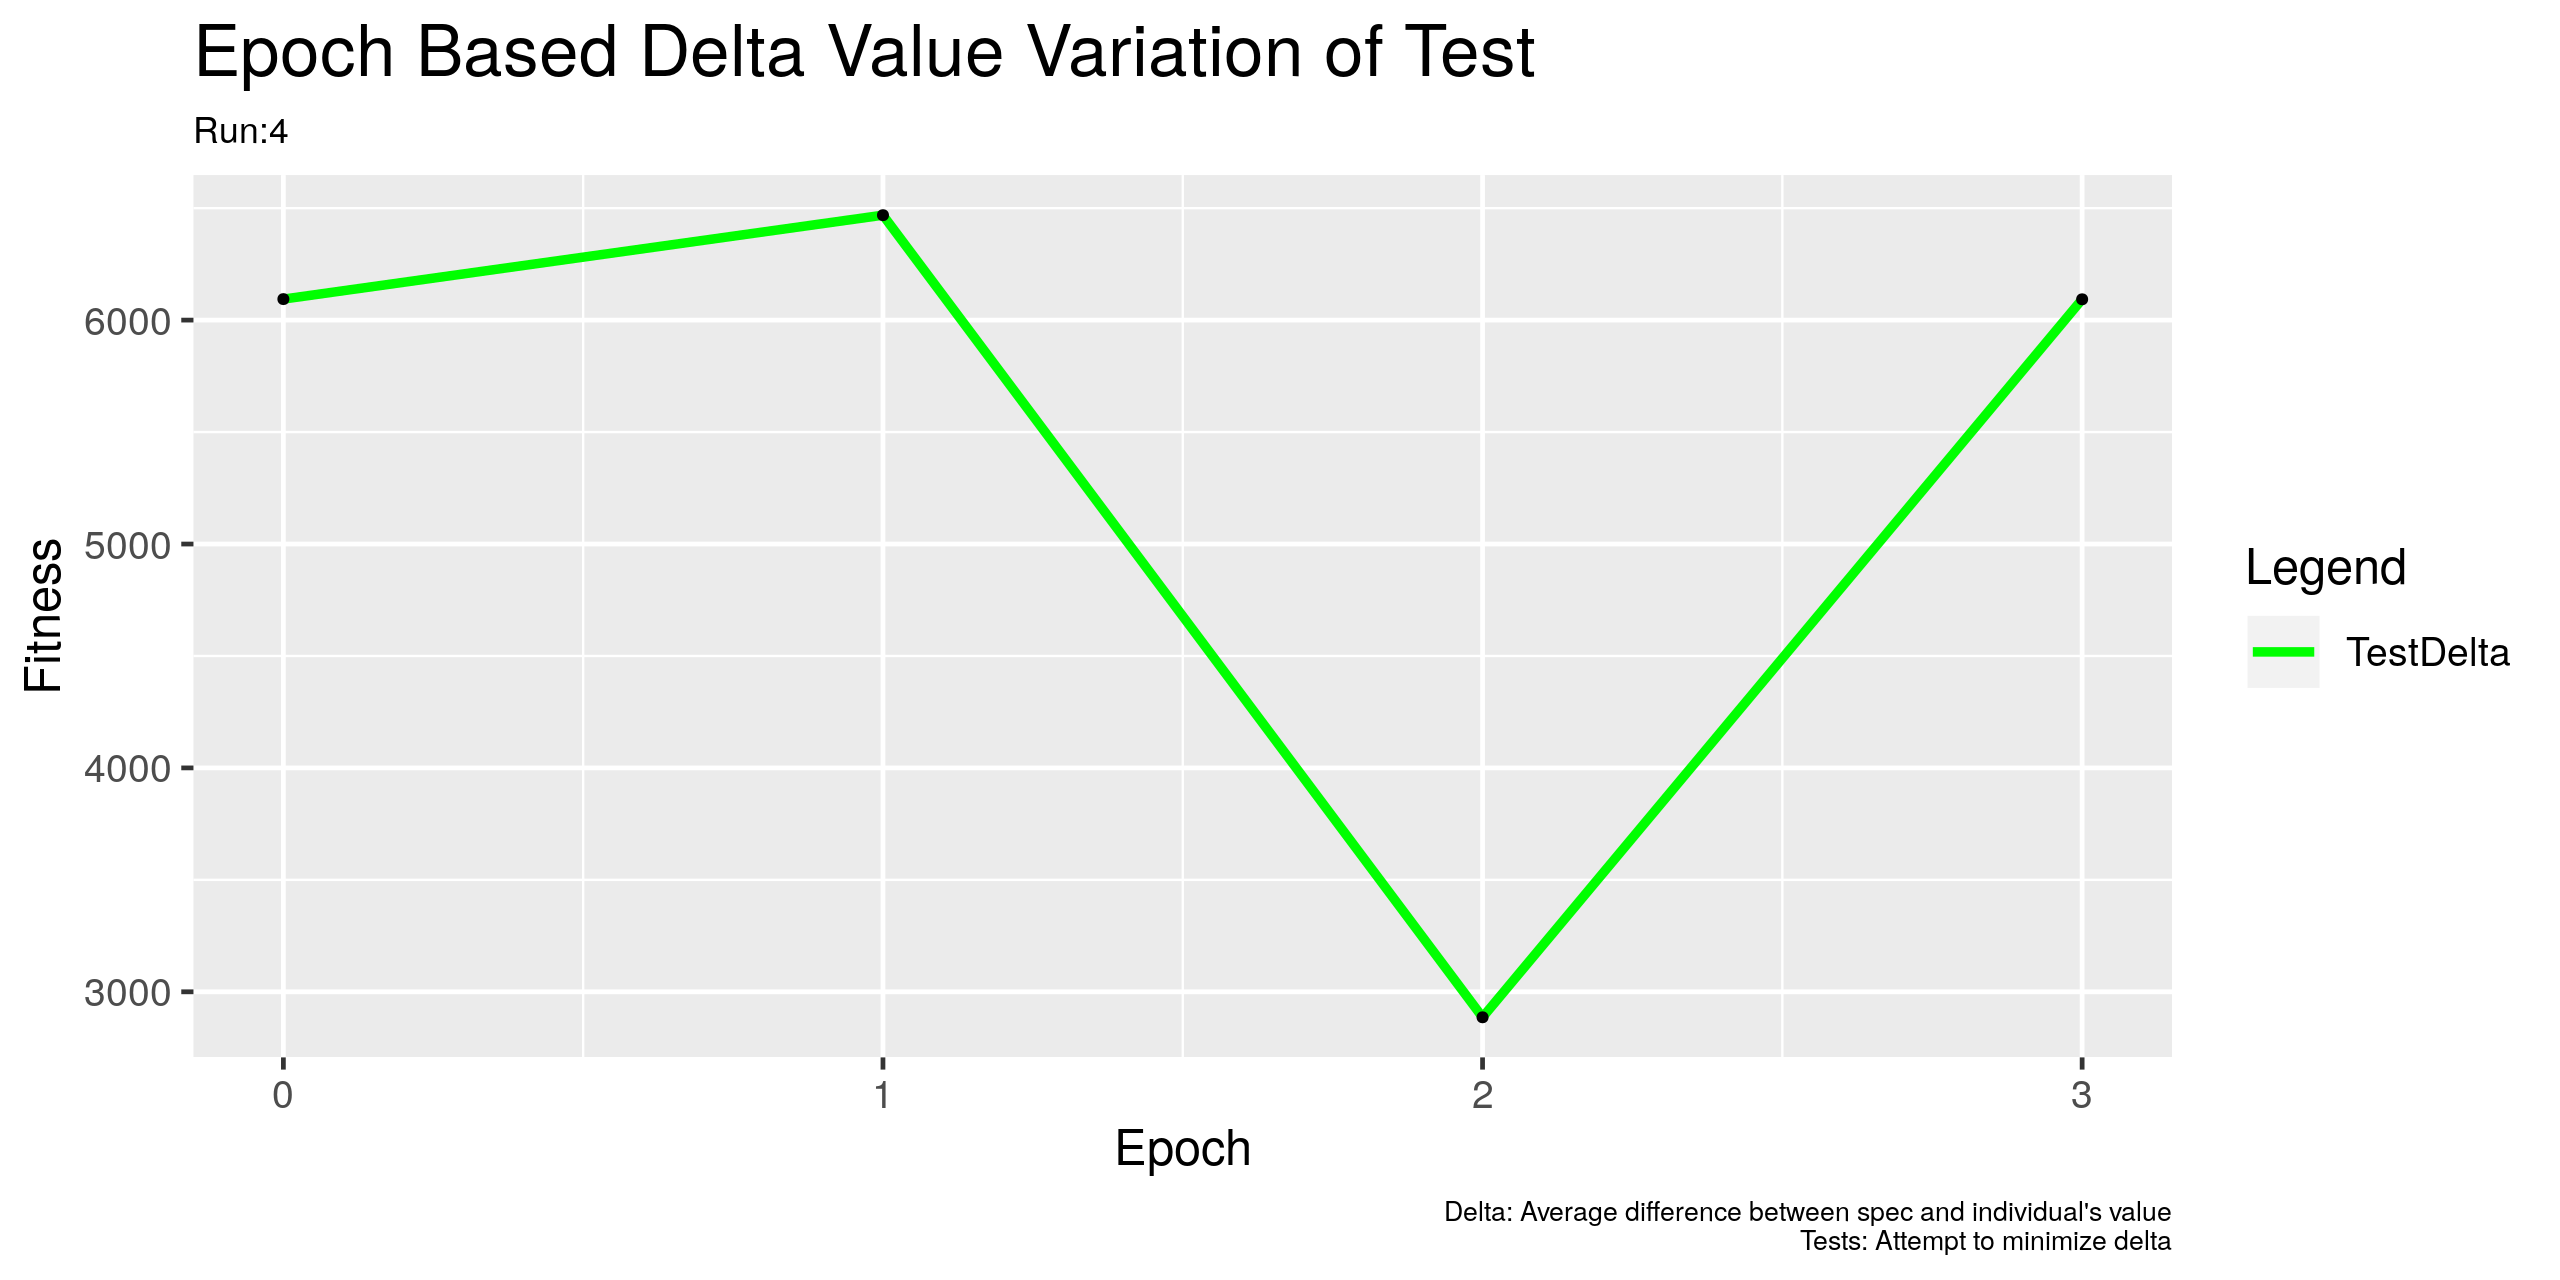 Epoch Based Delta Value Variation of Test
Run:4
Fitness
6000
5000
4000
3000
0
1
2
3
Epoch
Legend
TestDelta
Delta: Average difference between spec and individual's value
Tests: Attempt to minimize delta